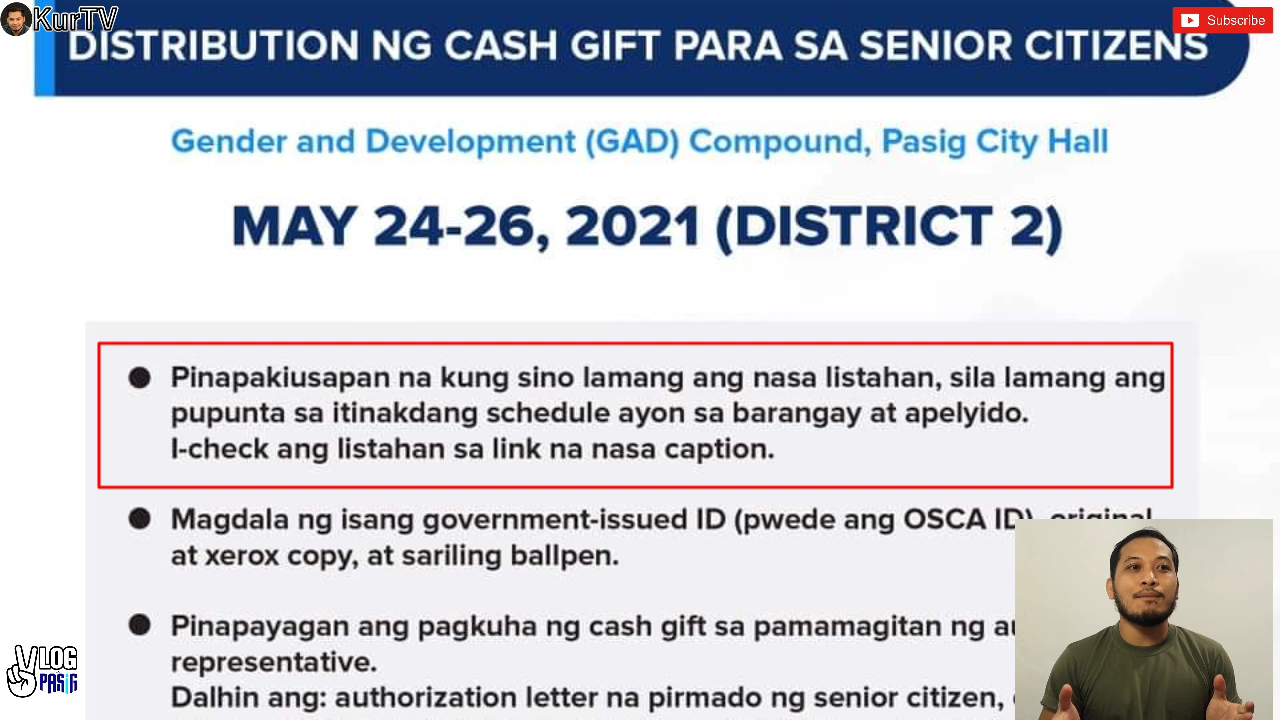 KurTV
Subscribe
DISTRIBUTION NG CASH GIFT PARA SA SENIOR CITIZENS
Gender and Development (GAD) Compound, Pasig City Hall
MAY 24-26, 2021 (DISTRICT 2)
● Pinapakiusapan na kung sino lamang ang nasa listahan, sila lamang ang
pupunta sa itinakdang schedule ayon sa barangay at apelyido.
I-check ang listahan sa link na nasa caption.
● Magdala ng isang government-issued ID (pwede ang OSCA ID), original
at xerox copy, at sariling ballpen.
● Pinapayagan ang pagkuha ng cash gift sa pamamagitan ng
representative.
Dalhin ang: authorization letter na pirmado ng senior citizen,
VLOG
PASIG